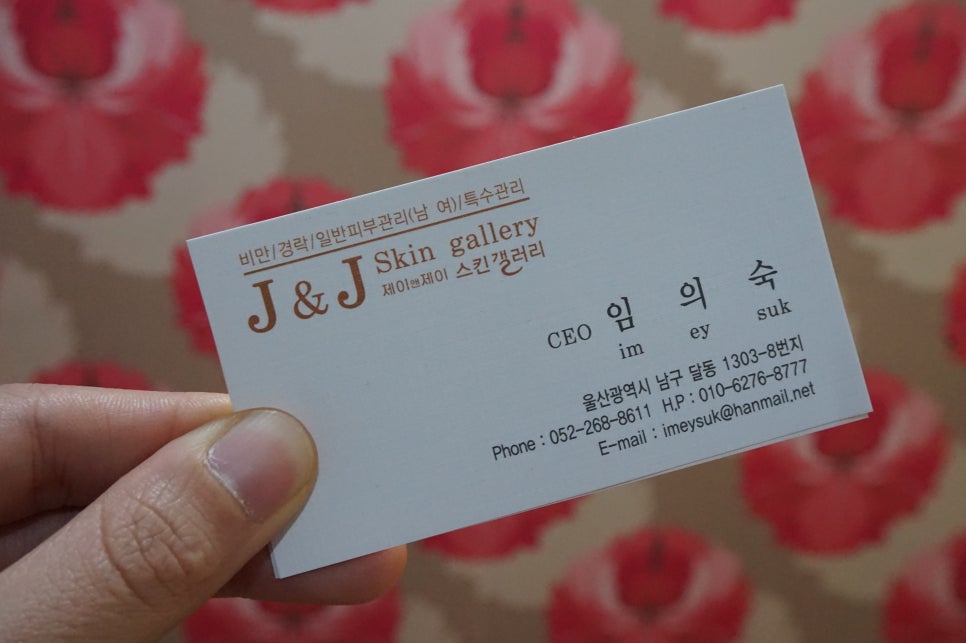 비만/경락/일반피부관리(남 여)/특수관리
J & J Skin gallery
제이앤제이 스킨갤러리
CEO 임 의 숙
im ey suk
울산광역시 남구 달동 1303-8번지
Phone : 052-268-8611 H.P : 010-6276-8777
E-mail : imeysuk@hanmail.net